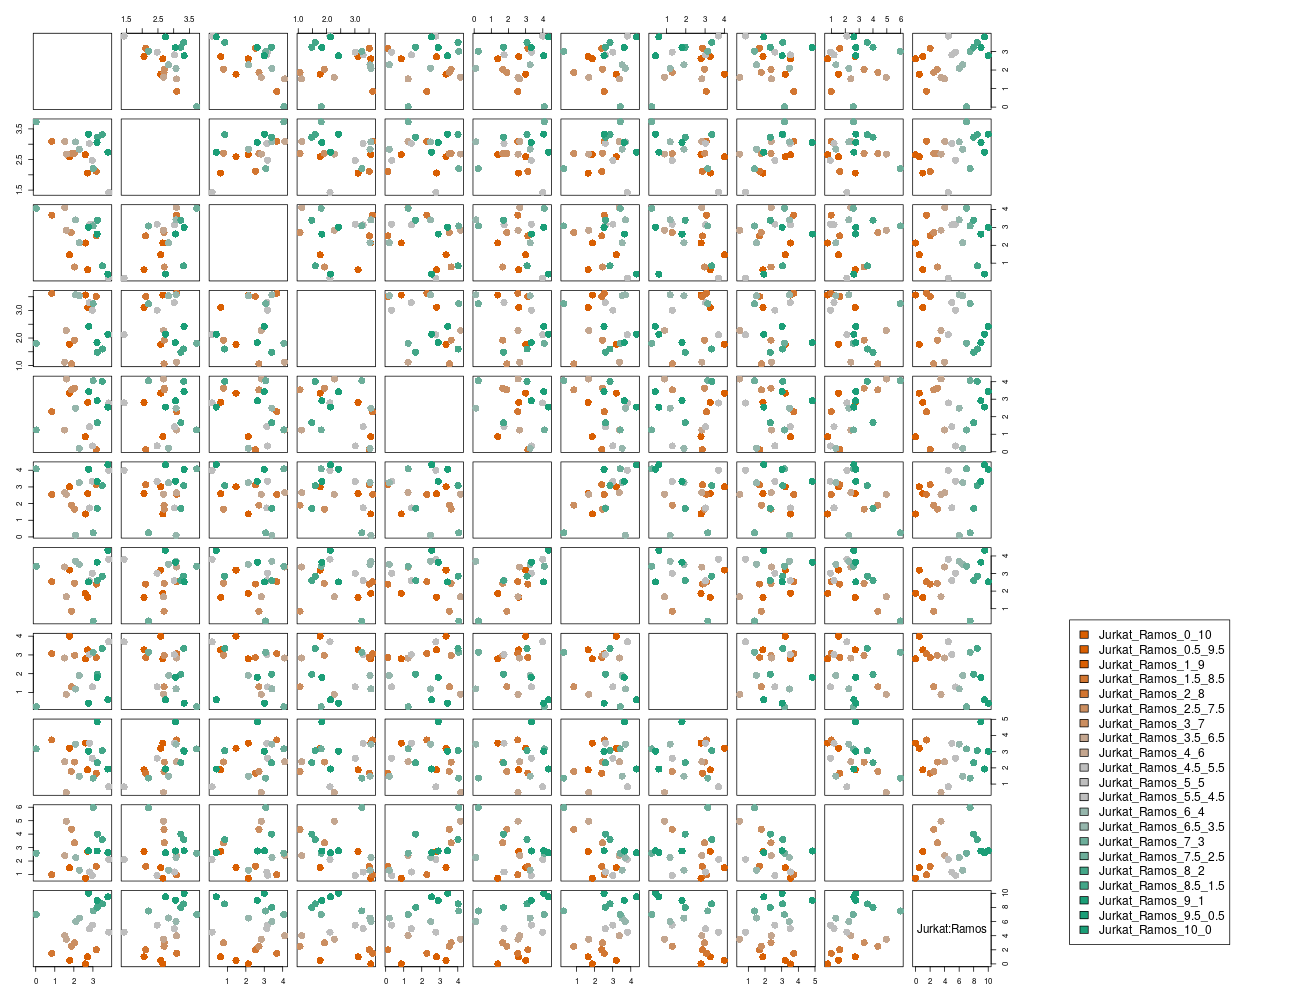 1.5 2.5 3.5 1.0 2.0 3.0 0 1 2 3 4 1 2 3 4 1 2 3 4 5 6
0 1 2 3
1.5 2.5 3.5
1 2 3 4
1.0 2.0 3.0
0 1 2 3 4
0 1 2 3 4
1 2 3 4
1 2 3 4
1 2 3 4 5
1 2 3 4 5 6
0 2 4 6 8 10
Jurkat:Ramos
0 1 2 3 1 2 3 4 0 1 2 3 4 1 2 3 4 1 2 3 4 5 0 2 4 6 8 10
Jurkat_Ramos_0_10
Jurkat_Ramos_0.5_9.5
Jurkat_Ramos_1_9
Jurkat_Ramos_1.5_8.5
Jurkat_Ramos_2_8
Jurkat_Ramos_2.5_7.5
Jurkat_Ramos_3_7
Jurkat_Ramos_3.5_6.5
Jurkat_Ramos_4_6
Jurkat_Ramos_4.5_5.5
Jurkat_Ramos_5_5
Jurkat_Ramos_5.5_4.5
Jurkat_Ramos_6_4
Jurkat_Ramos_6.5_3.5
Jurkat_Ramos_7_3
Jurkat_Ramos_7.5_2.5
Jurkat_Ramos_8_2
Jurkat_Ramos_8.5_1.5
Jurkat_Ramos_9_1
Jurkat_Ramos_9.5_0.5
Jurkat_Ramos_10_0